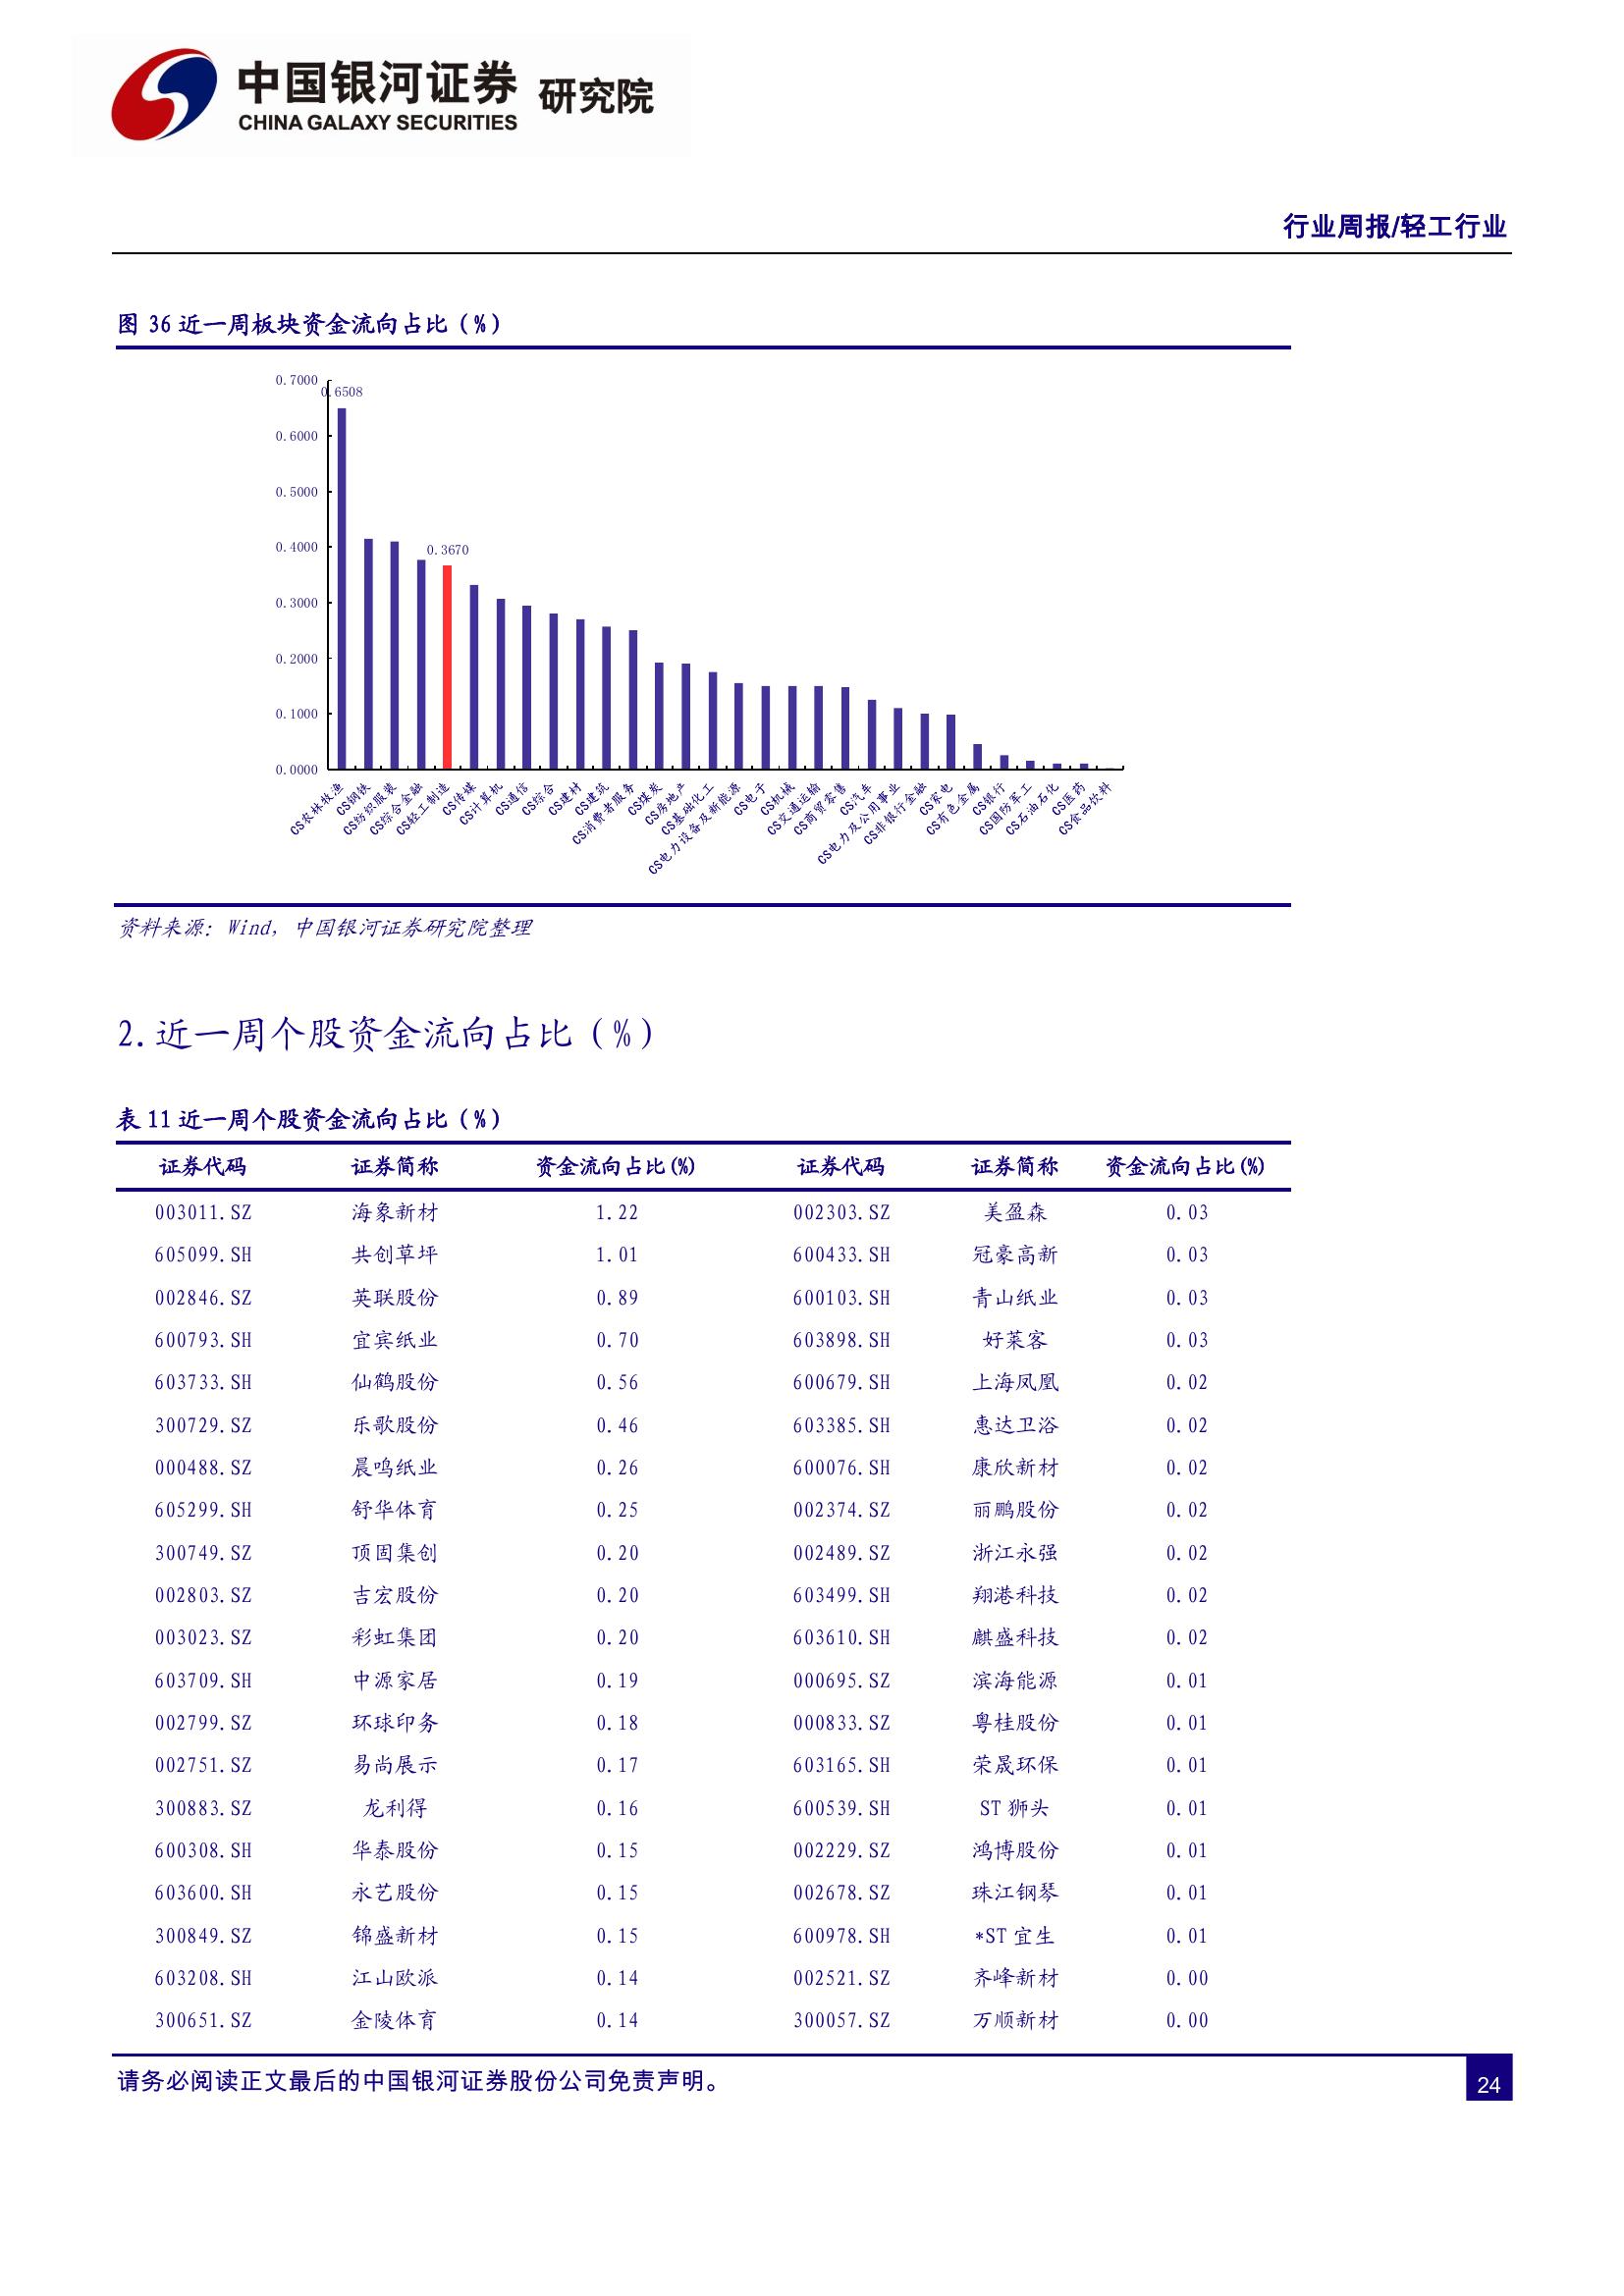 中国银河证券 研究院
CHINA GALAXY SECURITIES
行业周报/轻工行业
图 36 近一周板块资金流向占比（%）
0.7000
0.6508
0.6000
0.5000
0.4000
0.3670
0.3000
0.2000
0.1000
0.0000
CS农林牧渔
CS钢铁
CS纺织服装
CS综合金融
CS轻工制造
CS传媒
CS计算机
CS通信
CS综合
CS建材
CS建筑
CS消费者服务
CS煤炭
CS房地产
CS基础化工
CS电力设备及新能源
CS电子
CS机械
CS交通运输
CS商贸零售
CS汽车
CS电力及公用事业
CS非银行金融
CS家电
CS有色金属
CS银行
CS国防军工
CS石油石化
CS医药
CS食品饮料
资料来源：Wind，中国银河证券研究院整理
2.近一周个股资金流向占比（%）
表 11 近一周个股资金流向占比（%）
证券代码 证券简称 资金流向占比(%) 证券代码 证券简称 资金流向占比(%)
003011.SZ 海象新材 1.22 002303.SZ 美盈森 0.03
605099.SH 共创草坪 1.01 600433.SH 冠豪高新 0.03
002846.SZ 英联股份 0.89 600103.SH 青山纸业 0.03
600793.SH 宜宾纸业 0.70 603898.SH 好莱客 0.03
603733.SH 仙鹤股份 0.56 600679.SH 上海凤凰 0.02
300729.SZ 乐歌股份 0.46 603385.SH 惠达卫浴 0.02
000488.SZ 晨鸣纸业 0.26 600076.SH 康欣新材 0.02
605299.SH 舒华体育 0.25 002374.SZ 丽鹏股份 0.02
300749.SZ 顶固集创 0.20 002489.SZ 浙江永强 0.02
002803.SZ 吉宏股份 0.20 603499.SH 翔港科技 0.02
003023.SZ 彩虹集团 0.20 603610.SH 麒盛科技 0.02
603709.SH 中源家居 0.19 000695.SZ 滨海能源 0.01
002799.SZ 环球印务 0.18 000833.SZ 粤桂股份 0.01
002751.SZ 易尚展示 0.17 603165.SH 荣晟环保 0.01
300883.SZ 龙利得 0.16 600539.SH ST 狮头 0.01
600308.SH 华泰股份 0.15 002229.SZ 鸿博股份 0.01
603600.SH 永艺股份 0.15 002678.SZ 珠江钢琴 0.01
300849.SZ 锦盛新材 0.15 600978.SH *ST 宜生 0.01
603208.SH 江山欧派 0.14 002521.SZ 齐峰新材 0.00
300651.SZ 金陵体育 0.14 300057.SZ 万顺新材 0.00
请务必阅读正文最后的中国银河证券股份公司免责声明。
24